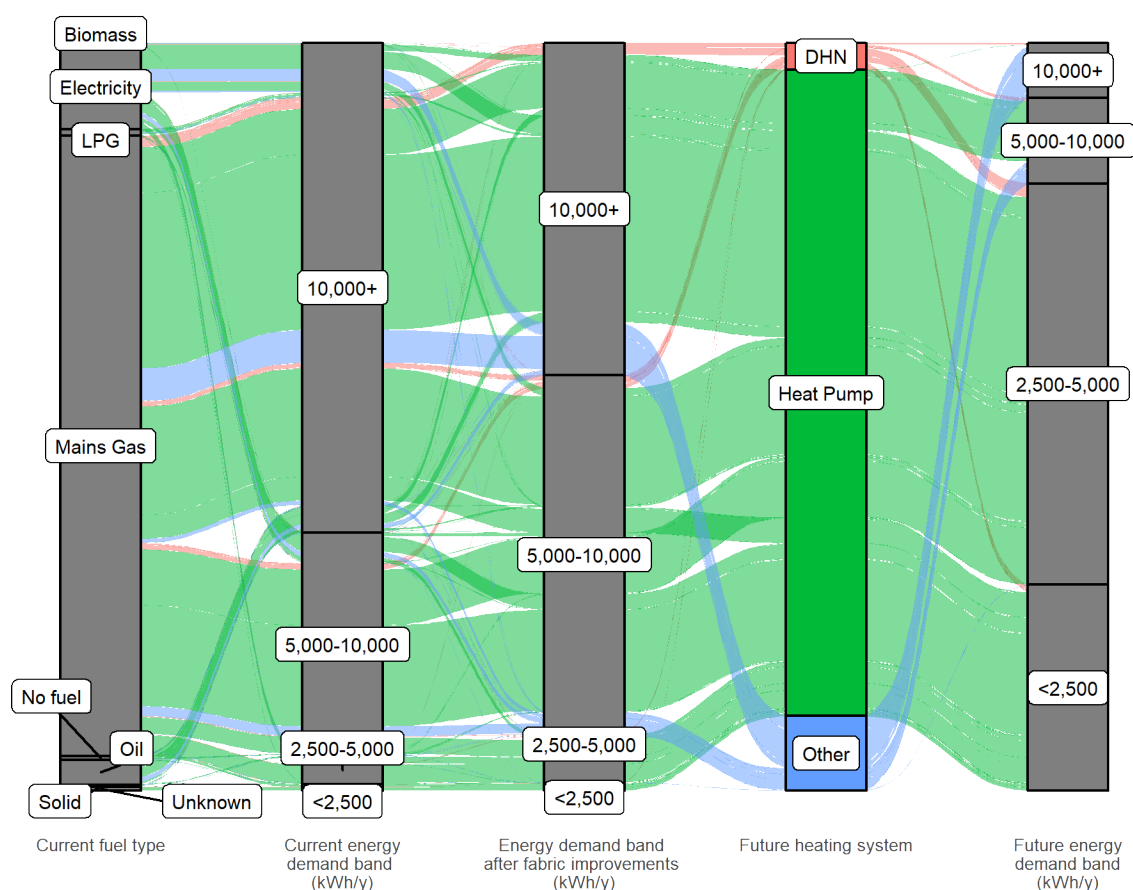 Biomass
Electricity
LPG
Mains Gas
No fuel
Oil
Solid
Unknown
10,000+
5,000-10,000
2,500-5,000
<2,500
10,000+
5,000-10,000
2,500-5,000
<2,500
DHN
Heat Pump
Other
10,000+
5,000-10,000
2,500-5,000
<2,500
Current fuel type
Current energy
demand band
(kWh/y)
Energy demand band
after fabric improvements
(kWh/y)
Future heating system
Future energy
demand band
(kWh/y)